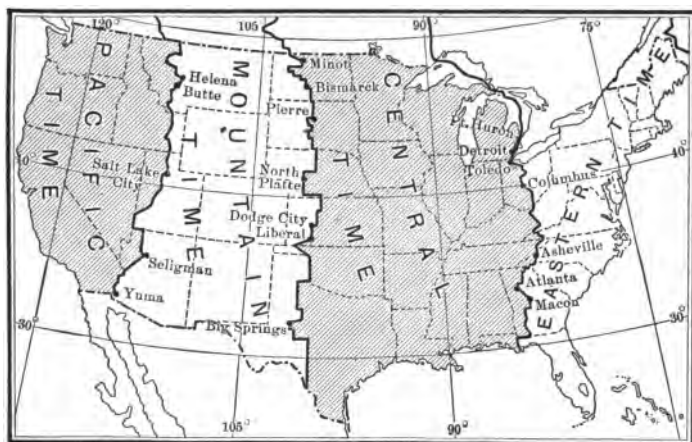 120°
105°
90°
75°
PACIFIC TIME
MOUNTAIN TIME
CENTRAL TIME
EASTERN TIME
Minot
Helena
Butte
Bismarck
Pierre
Huron
Detroit
Toledo
Salt Lake
City
North
Platte
Columbus
40°
40°
Dodge City
Liberal
Asheville
Seligman
Atlanta
Yuma
Macon
Big Springs
30°
30°
105°
90°